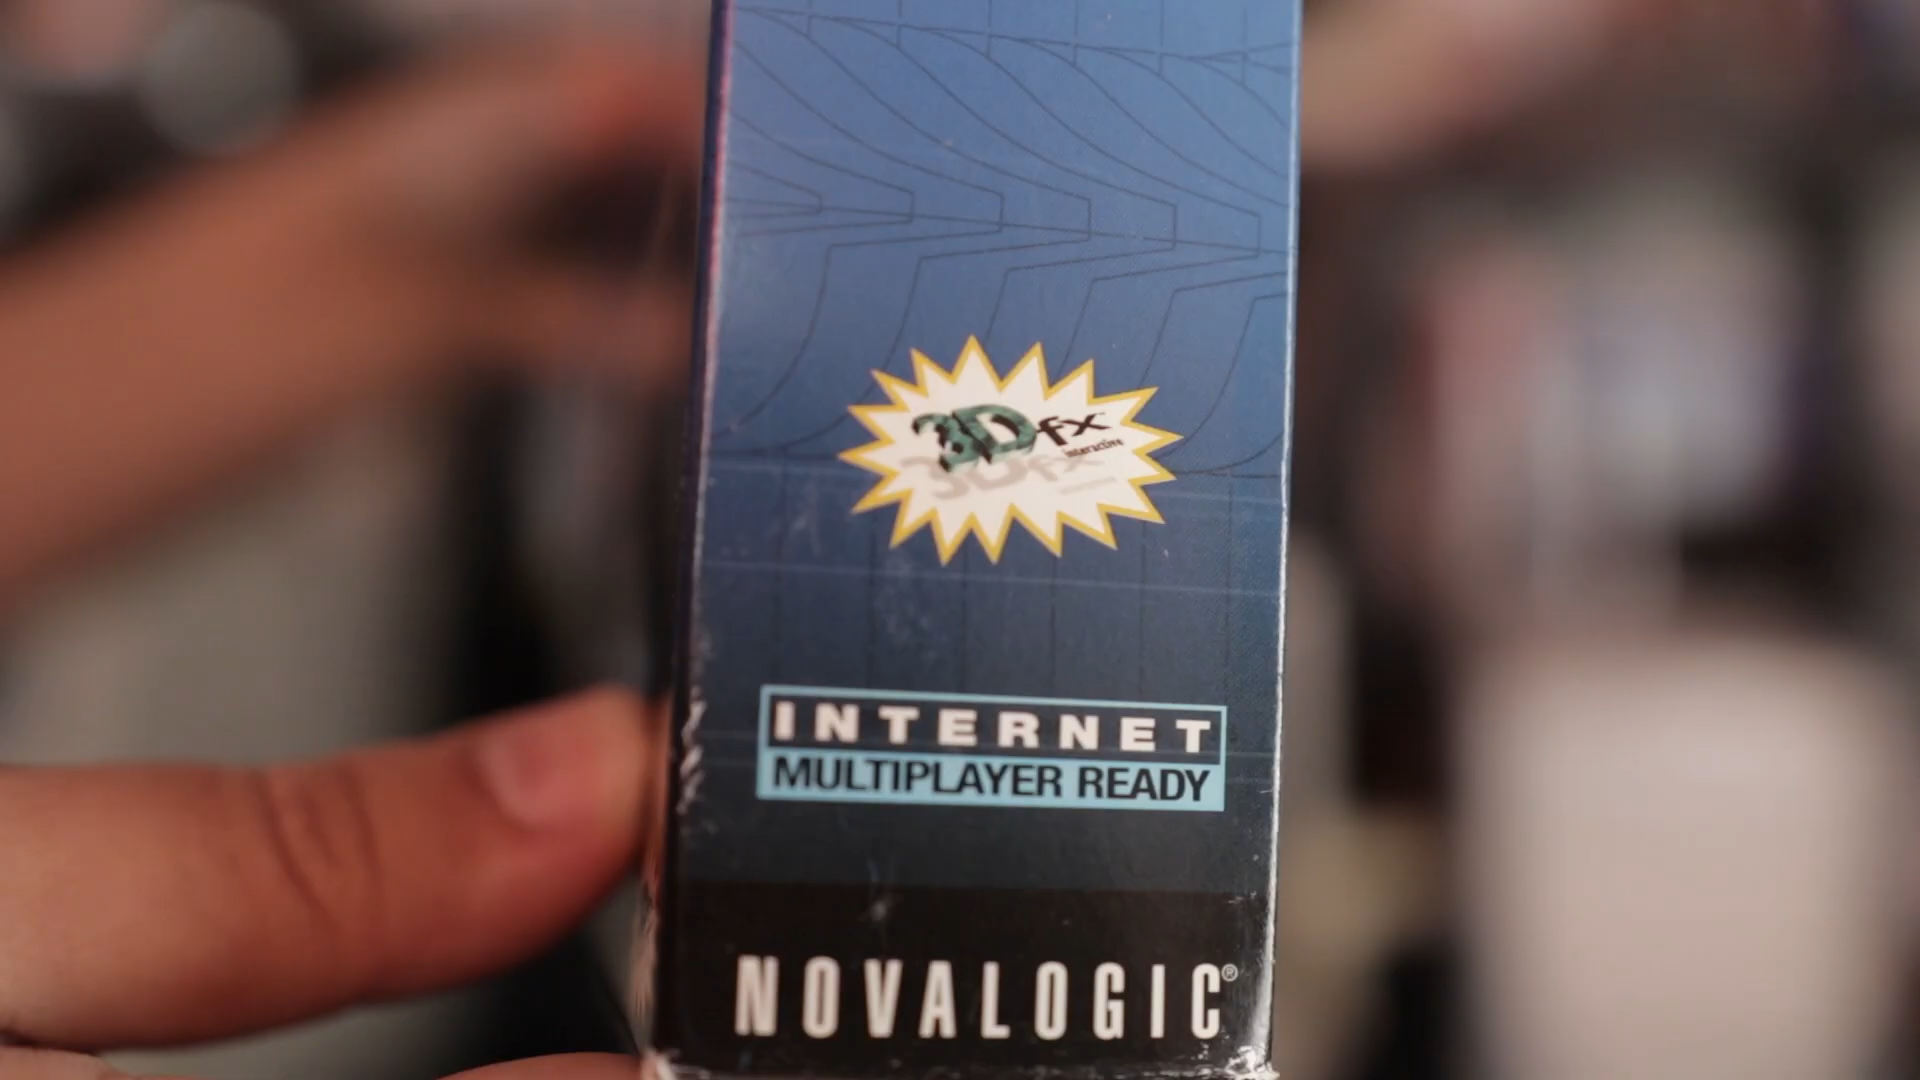 3Dfx
interactive
INTERNET
MULTIPLAYER READY
NOVALOGIC®